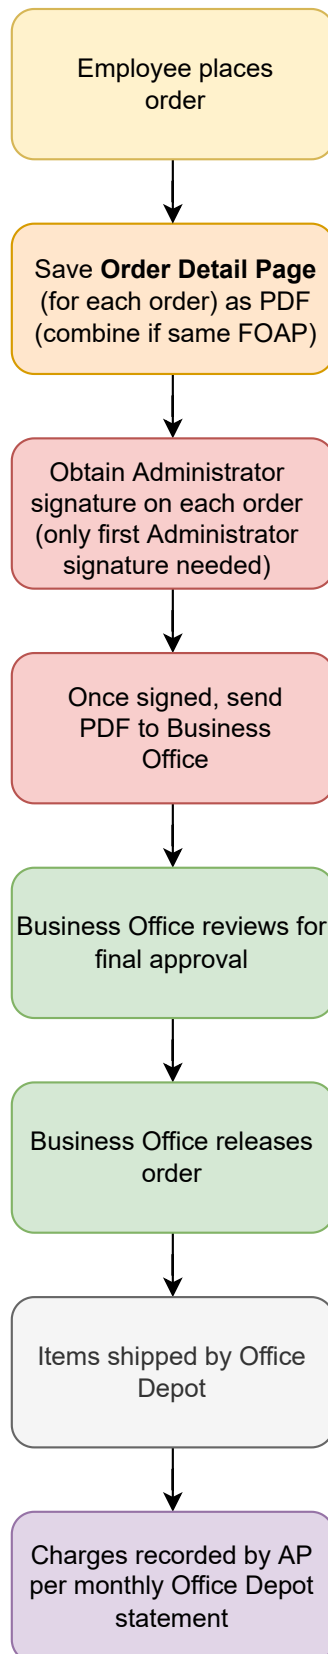 Employee places
order
Save Order Detail Page
(for each order) as PDF
(combine if same FOAP)
Obtain Administrator
signature on each order
(only first Administrator
signature needed)
Once signed, send
PDF to Business
Office
Business Office reviews for
final approval
Business Office releases
order
Items shipped by Office
Depot
Charges recorded by AP
per monthly Office Depot
statement